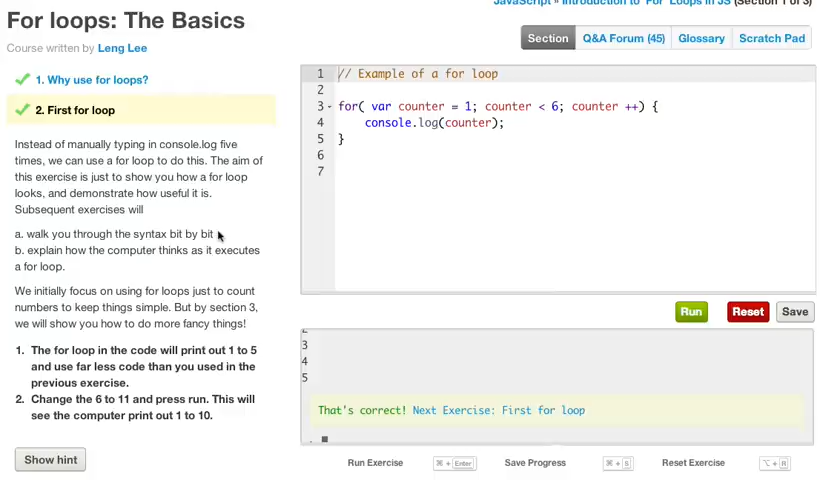 JavaScript » Introduction to 'For' Loops in JS (Section 1 of 3)
For loops: The Basics
Course written by Leng Lee
Section
Q&A Forum (45)
Glossary
Scratch Pad
1. Why use for loops?
2. First for loop
Instead of manually typing in console.log five
times, we can use a for loop to do this. The aim of
this exercise is just to show you how a for loop
looks, and demonstrate how useful it is.
Subsequent exercises will
a. walk you through the syntax bit by bit
b. explain how the computer thinks as it executes
a for loop.
We initially focus on using for loops just to count
numbers to keep things simple. But by section 3,
we will show you how to do more fancy things!
1. The for loop in the code will print out 1 to 5
and use far less code than you used in the
previous exercise.
2. Change the 6 to 11 and press run. This will
see the computer print out 1 to 10.
Show hint
1 // Example of a for loop
2
3 for( var counter = 1; counter < 6; counter ++) {
4 console.log(counter);
5 }
6
7
Run
Reset
Save
2
3
4
5
That's correct! Next Exercise: First for loop
Run Exercise
⌘ + Enter
Save Progress
⌘ + S
Reset Exercise
⌥ + R